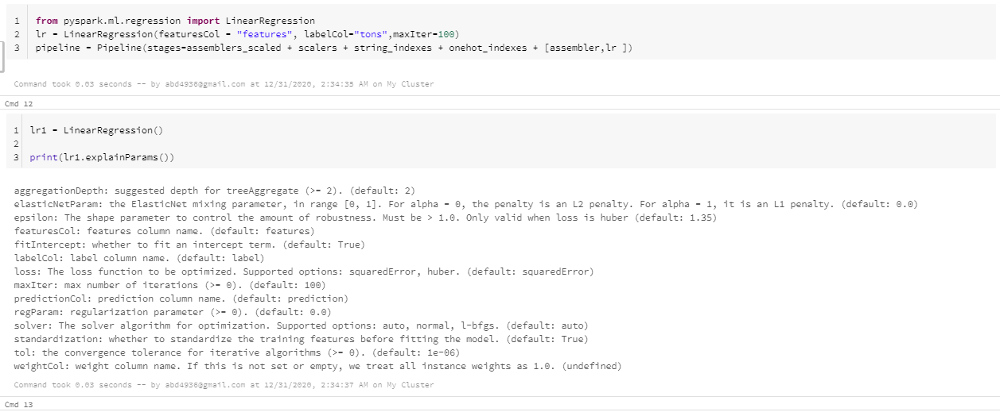 1 from pyspark.ml.regression import LinearRegression
2 lr = LinearRegression(featuresCol = "features", labelCol="tons",maxIter=100)
3 pipeline = Pipeline(stages=assemblers_scaled + scalers + string_indexes + onehot_indexes + [assembler,lr ])
Command took 0.03 seconds -- by abd4936@gmail.com at 12/31/2020, 2:34:35 AM on My Cluster
Cmd 12
1 lr1 = LinearRegression()
2
3 print(lr1.explainParams())
aggregationDepth: suggested depth for treeAggregate (>= 2). (default: 2)
elasticNetParam: the ElasticNet mixing parameter, in range [0, 1]. For alpha = 0, the penalty is an L2 penalty. For alpha = 1, it is an L1 penalty. (default: 0.0)
epsilon: The shape parameter to control the amount of robustness. Must be > 1.0. Only valid when loss is huber (default: 1.35)
featuresCol: features column name. (default: features)
fitIntercept: whether to fit an intercept term. (default: True)
labelCol: label column name. (default: label)
loss: The loss function to be optimized. Supported options: squaredError, huber. (default: squaredError)
maxIter: max number of iterations (>= 0). (default: 100)
predictionCol: prediction column name. (default: prediction)
regParam: regularization parameter (>= 0). (default: 0.0)
solver: The solver algorithm for optimization. Supported options: auto, normal, l-bfgs. (default: auto)
standardization: whether to standardize the training features before fitting the model. (default: True)
tol: the convergence tolerance for iterative algorithms (>= 0). (default: 1e-06)
weightCol: weight column name. If this is not set or empty, we treat all instance weights as 1.0. (undefined)
Command took 0.03 seconds -- by abd4936@gmail.com at 12/31/2020, 2:34:37 AM on My Cluster
Cmd 13